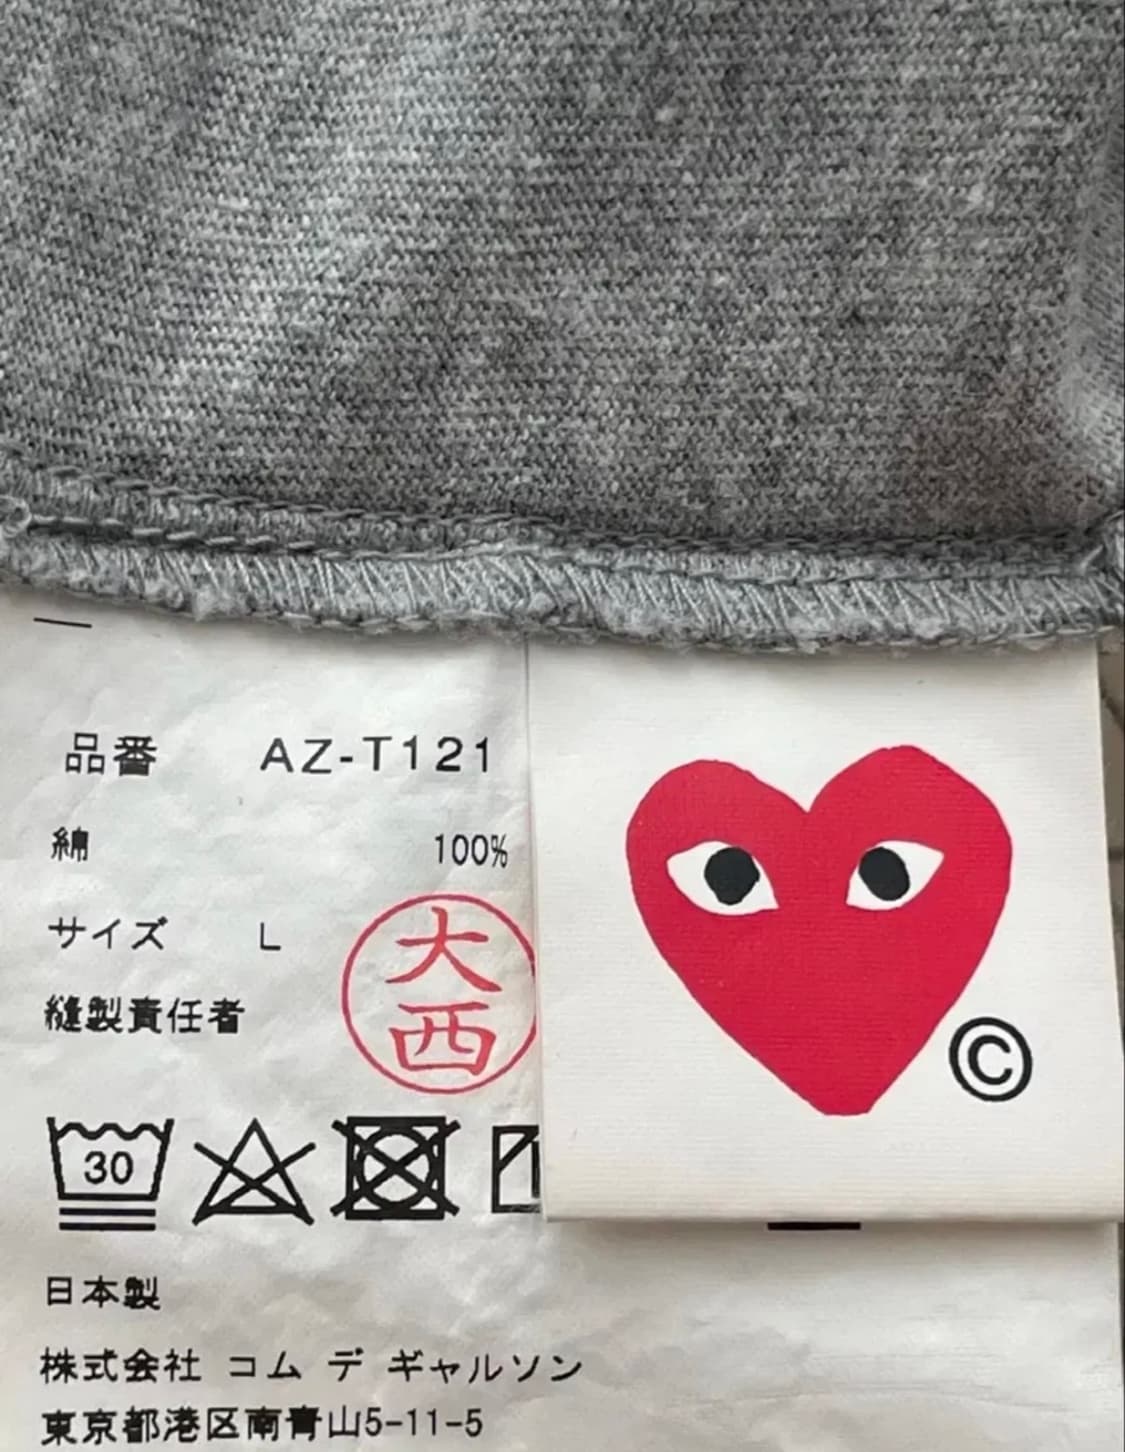 品番 AZ-T121
綿 100%
サイズ L
縫製責任者
大西
30
日本製
株式会社 コム デ ギャルソン
東京都港区南青山5-11-5
©